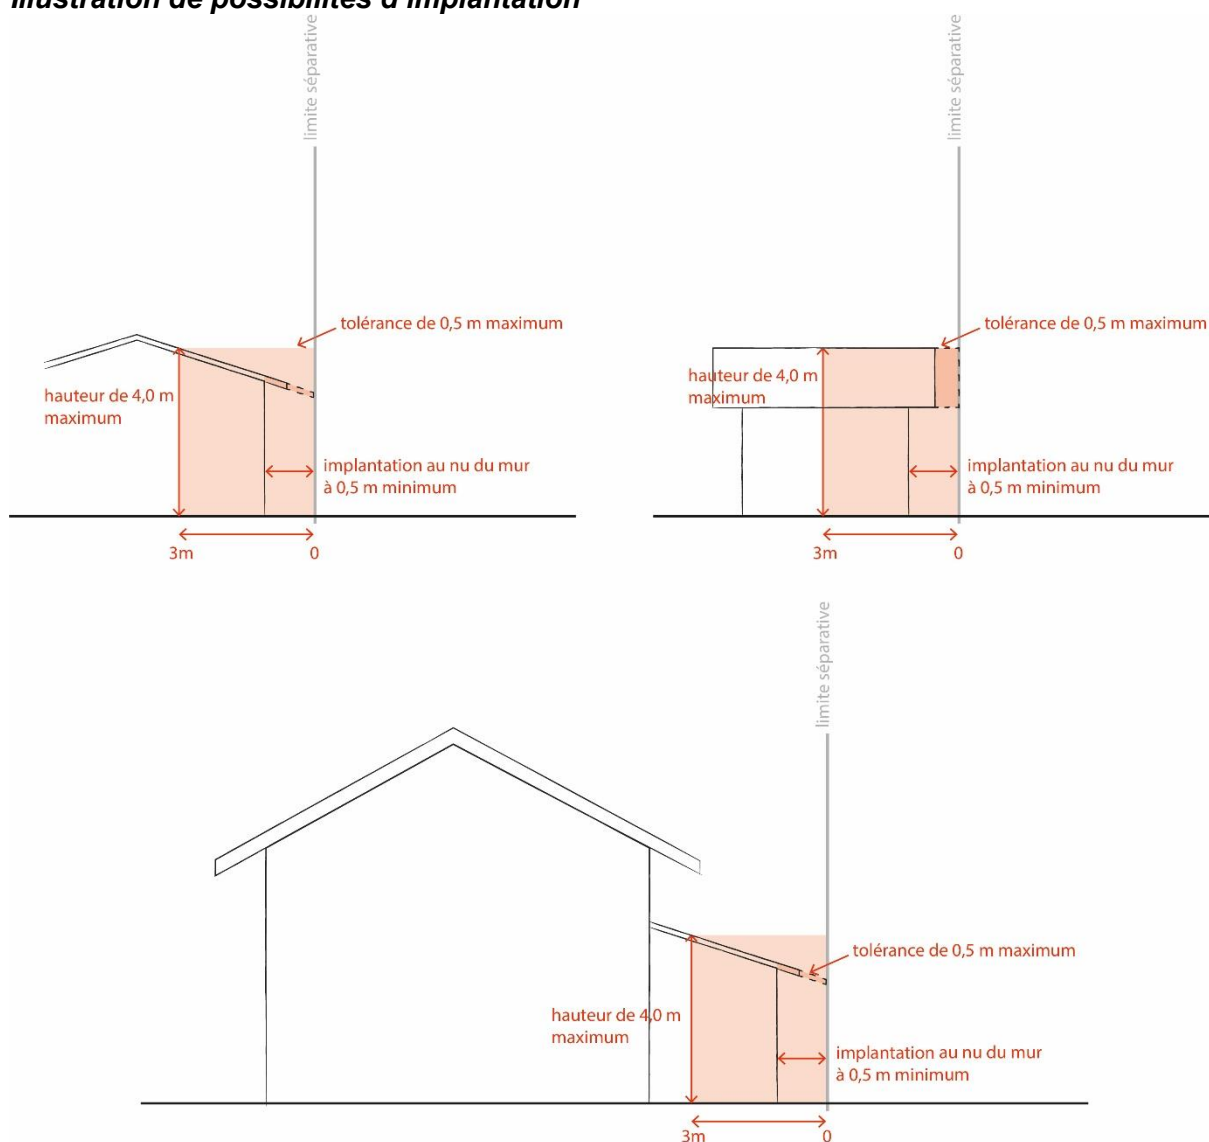 Illustration de possibilités d'implantation
limite séparative
tolérance de 0,5 m maximum
hauteur de 4,0 m
maximum
implantation au nu du mur
à 0,5 m minimum
3m
0
limite séparative
tolérance de 0,5 m maximum
hauteur de 4,0 m
maximum
implantation au nu du mur
à 0,5 m minimum
3m
0
limite séparative
tolérance de 0,5 m maximum
hauteur de 4,0 m
maximum
implantation au nu du mur
à 0,5 m minimum
3m
0